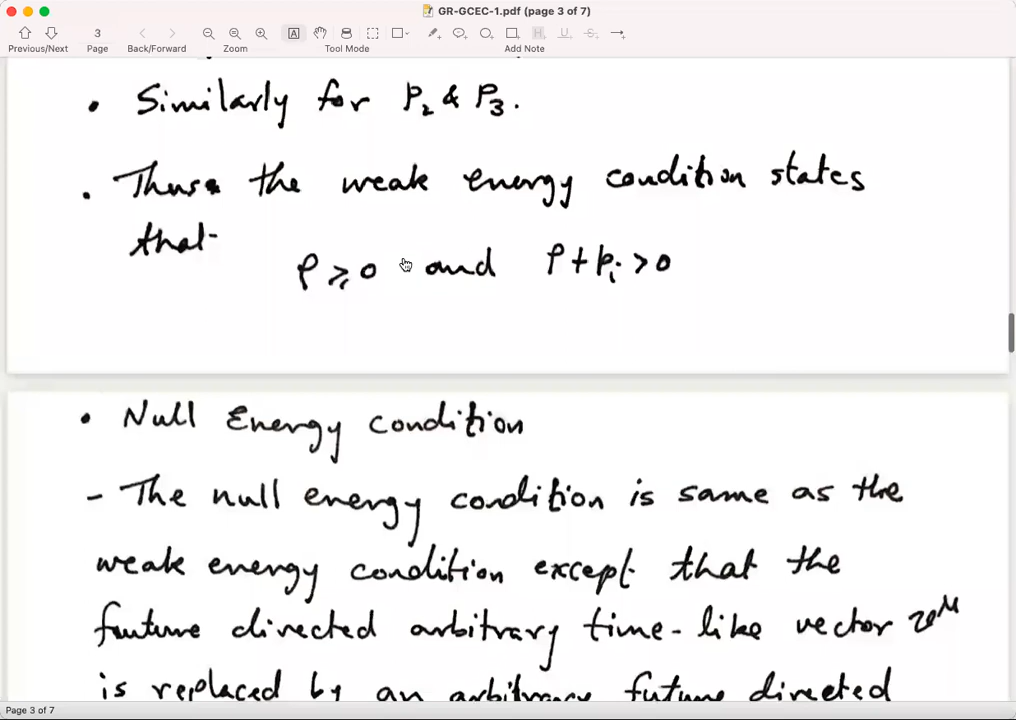 GR-GCEC-1.pdf (page 3 of 7)
3
Previous/Next Page Back/Forward Zoom Tool Mode Add Note
• Similarly for P₂ & P₃.
• Thus the weak energy condition states
that
ρ ≥ 0 and ρ + p_i > 0
• Null Energy condition
- The null energy condition is same as the
weak energy condition except that the
future directed arbitrary time-like vector v^μ
is replaced by an arbitrary future directed
Page 3 of 7